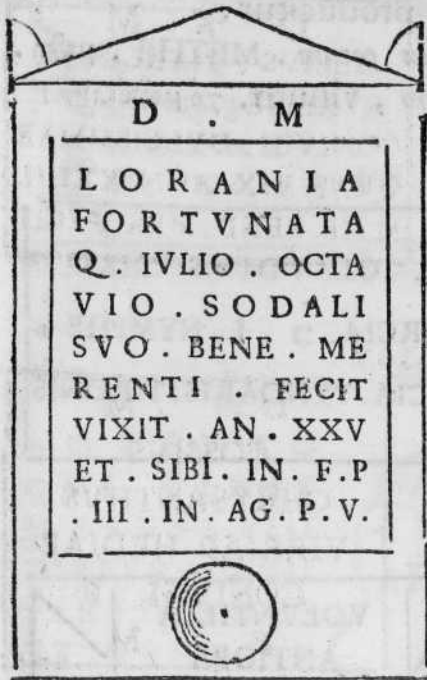 D . M
LORANIA
FORTVNATA
Q . IVLIO . OCTA
VIO . SODALI
SVO . BENE . ME
RENTI . FECIT
VIXIT . AN . XXV
ET . SIBI IN F.P
. III . IN . AG. P. V.